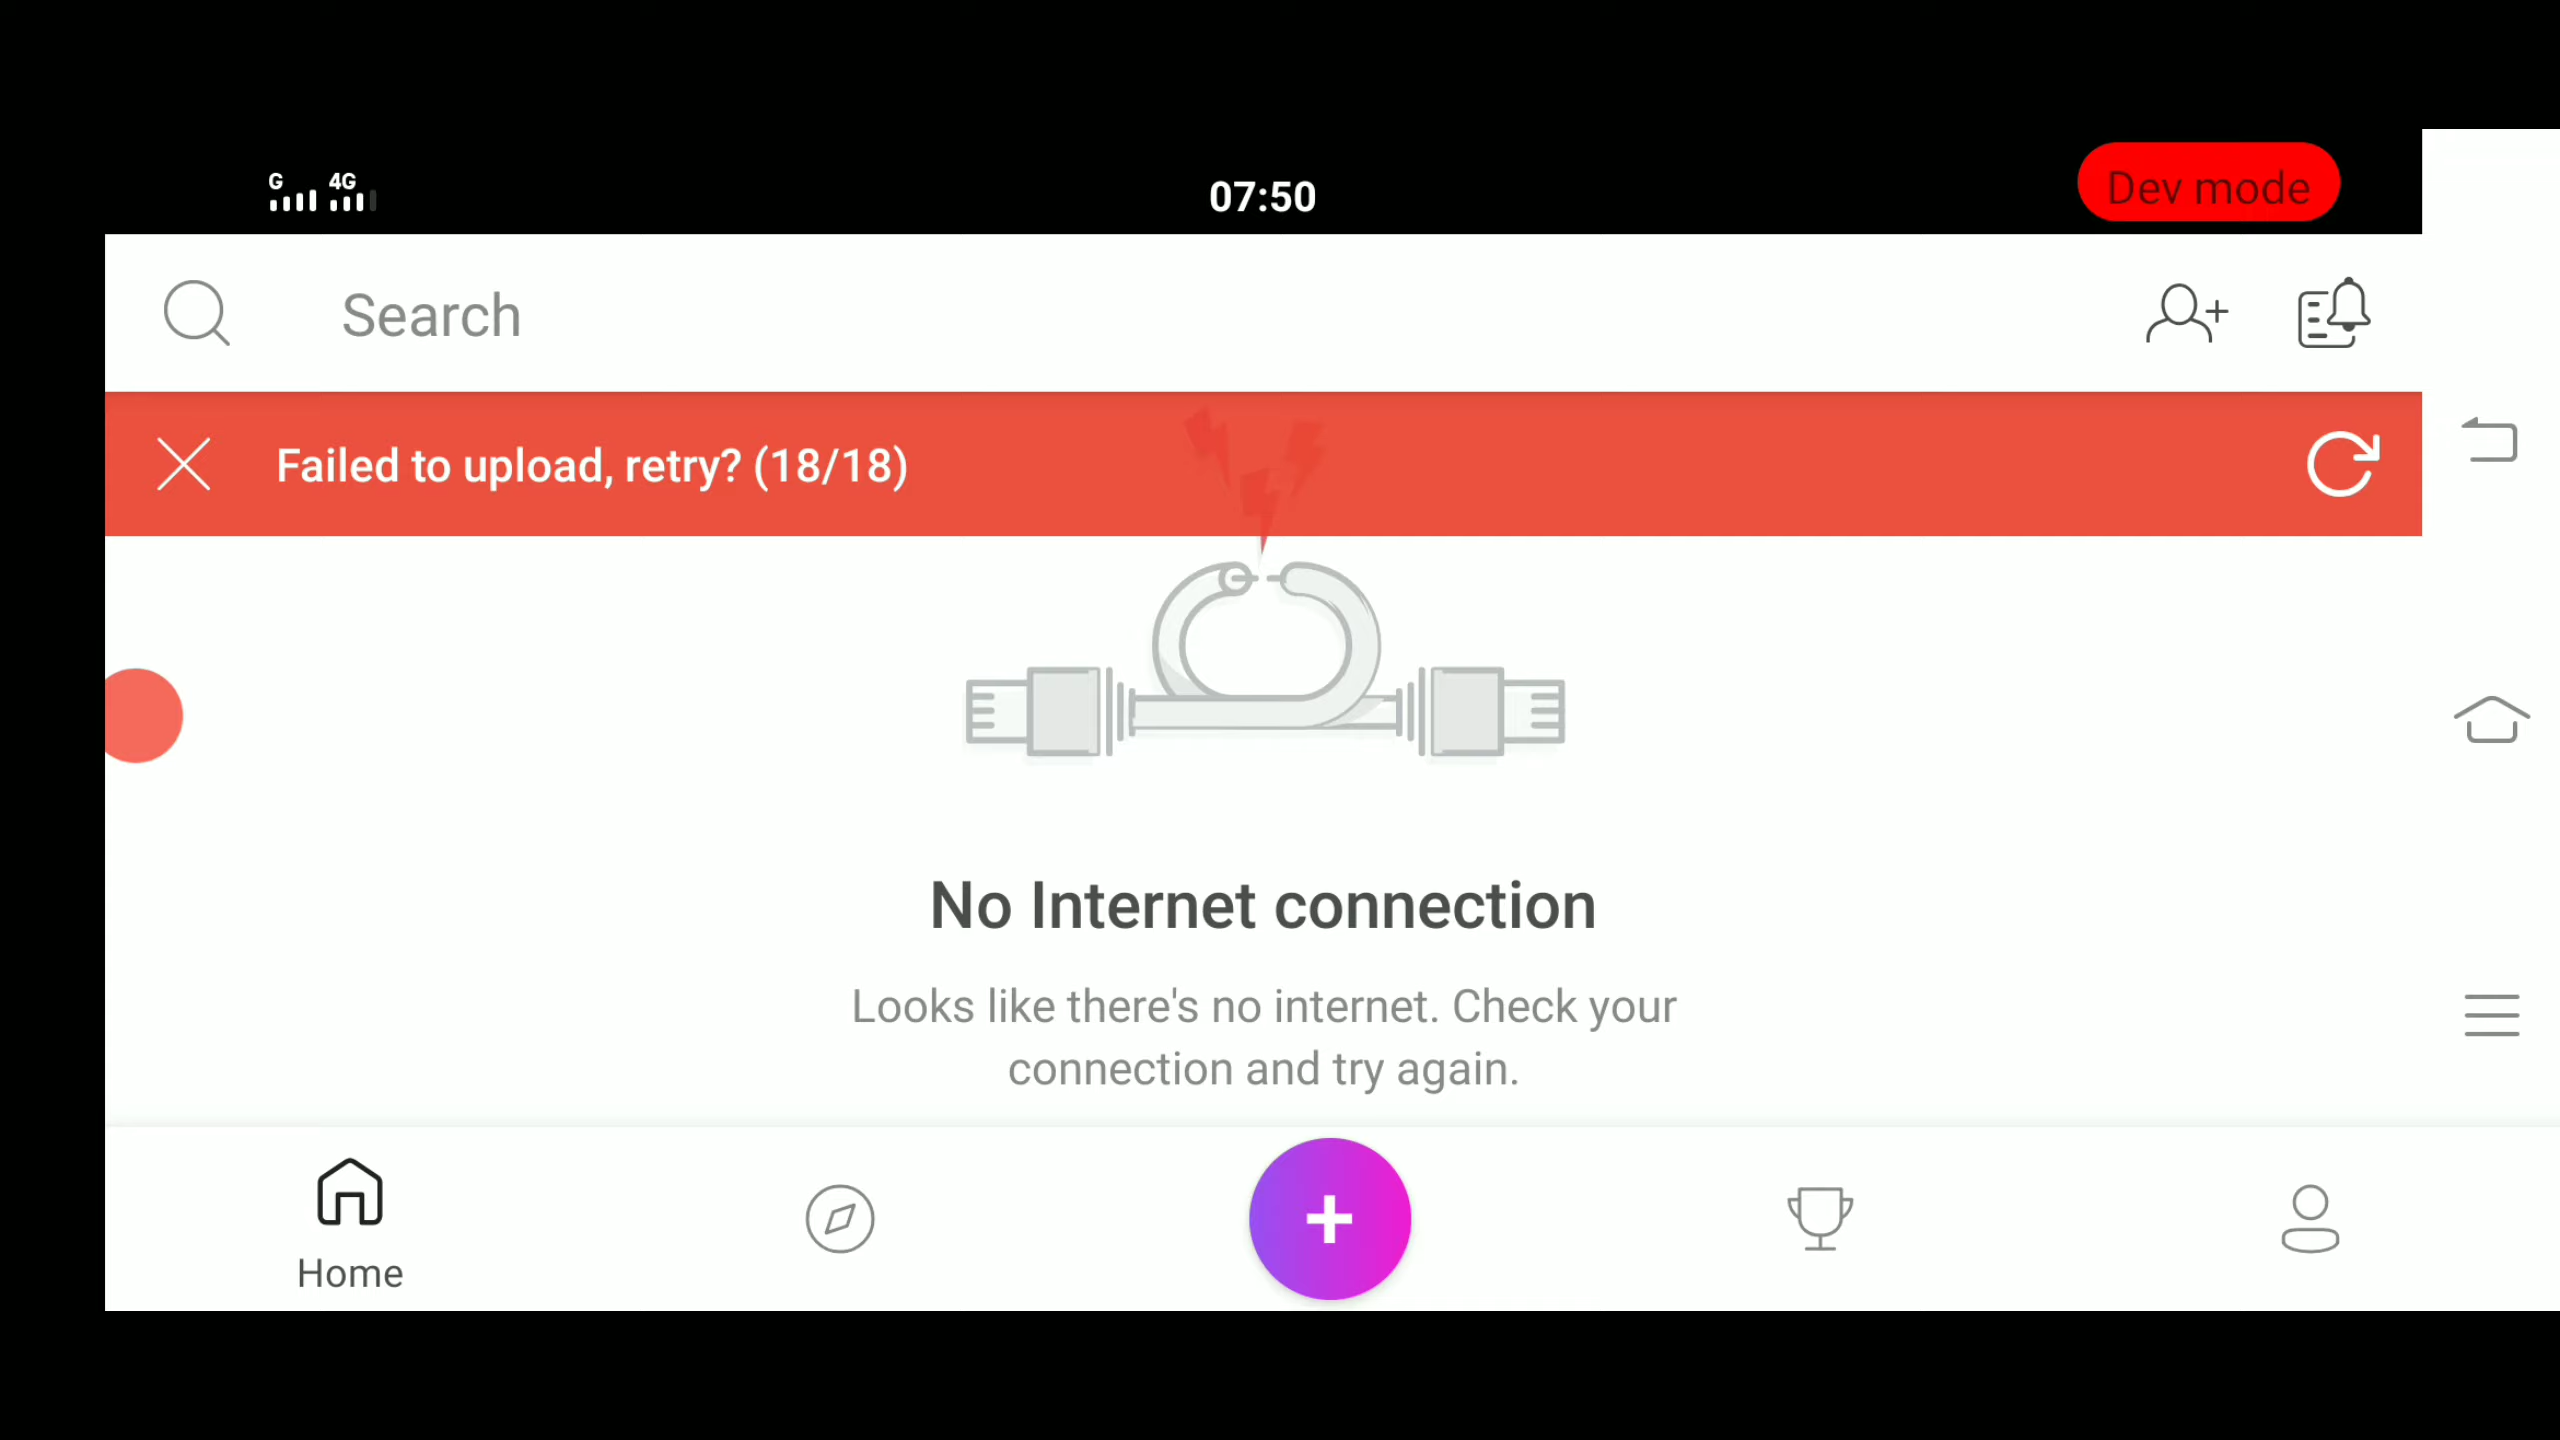 G 4G
07:50
Dev mode
Search
Failed to upload, retry? (18/18)
No Internet connection
Looks like there's no internet. Check your
connection and try again.
Home